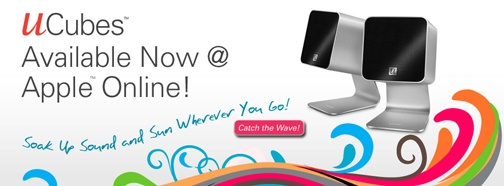 UCubes™
Available Now @
Apple™ Online!
Soak Up Sound and Sun Wherever You Go!
Catch the Wave!